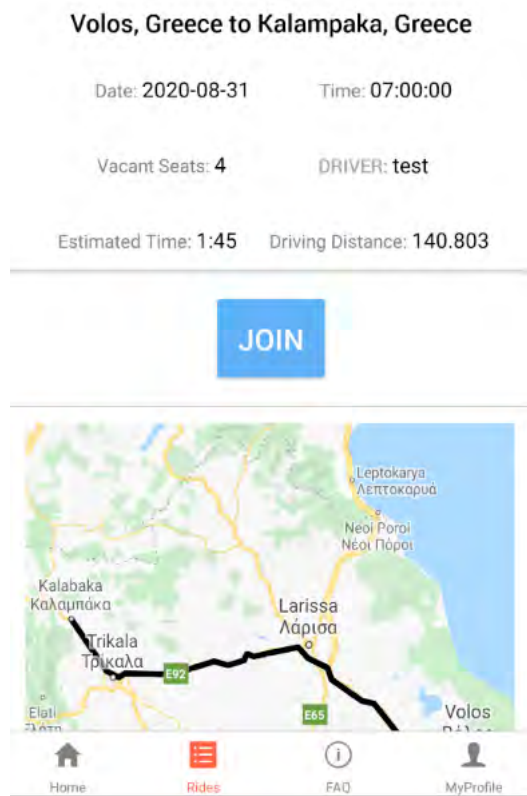 Volos, Greece to Kalampaka, Greece
Date: 2020-08-31 Time: 07:00:00
Vacant Seats: 4 DRIVER: test
Estimated Time: 1:45 Driving Distance: 140.803
JOIN
Leptokarya
Λεπτοκαρυά
Neoi Poroi
Νέοι Πόροι
Kalabaka
Καλαμπάκα
Larissa
Λάρισα
Trikala
Τρίκαλα
E92
Elati
E65
Volos
Home Rides FAQ MyProfile